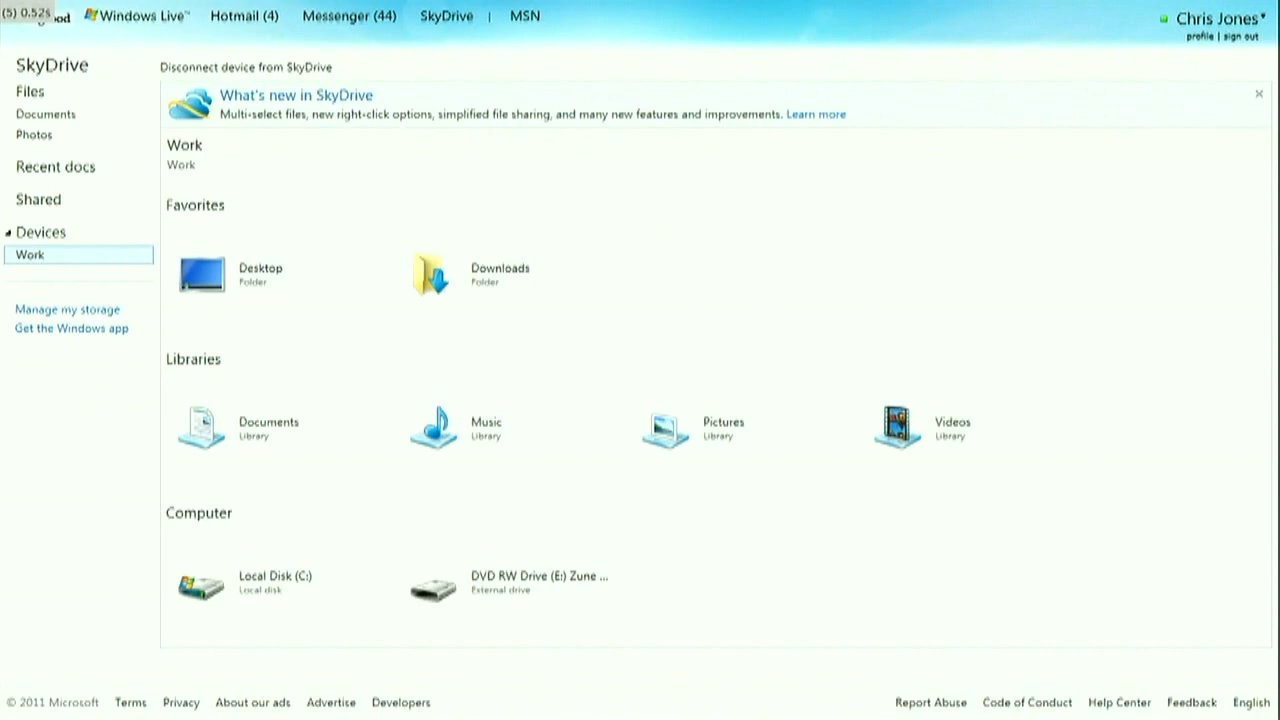 (5) 0.52s
Windows Live™ Hotmail (4) Messenger (44) SkyDrive | MSN
Chris Jones
profile | sign out
SkyDrive
Files
Documents
Photos
Recent docs
Shared
Devices
Work
Manage my storage
Get the Windows app
Disconnect device from SkyDrive
What's new in SkyDrive
Multi-select files, new right-click options, simplified file sharing, and many new features and improvements. Learn more
Work
Work
Favorites
Desktop
Folder
Downloads
Folder
Libraries
Documents
Library
Music
Library
Pictures
Library
Videos
Library
Computer
Local Disk (C:)
Local disk
DVD RW Drive (E:) Zune ...
External drive
© 2011 Microsoft Terms Privacy About our ads Advertise Developers Report Abuse Code of Conduct Help Center Feedback English